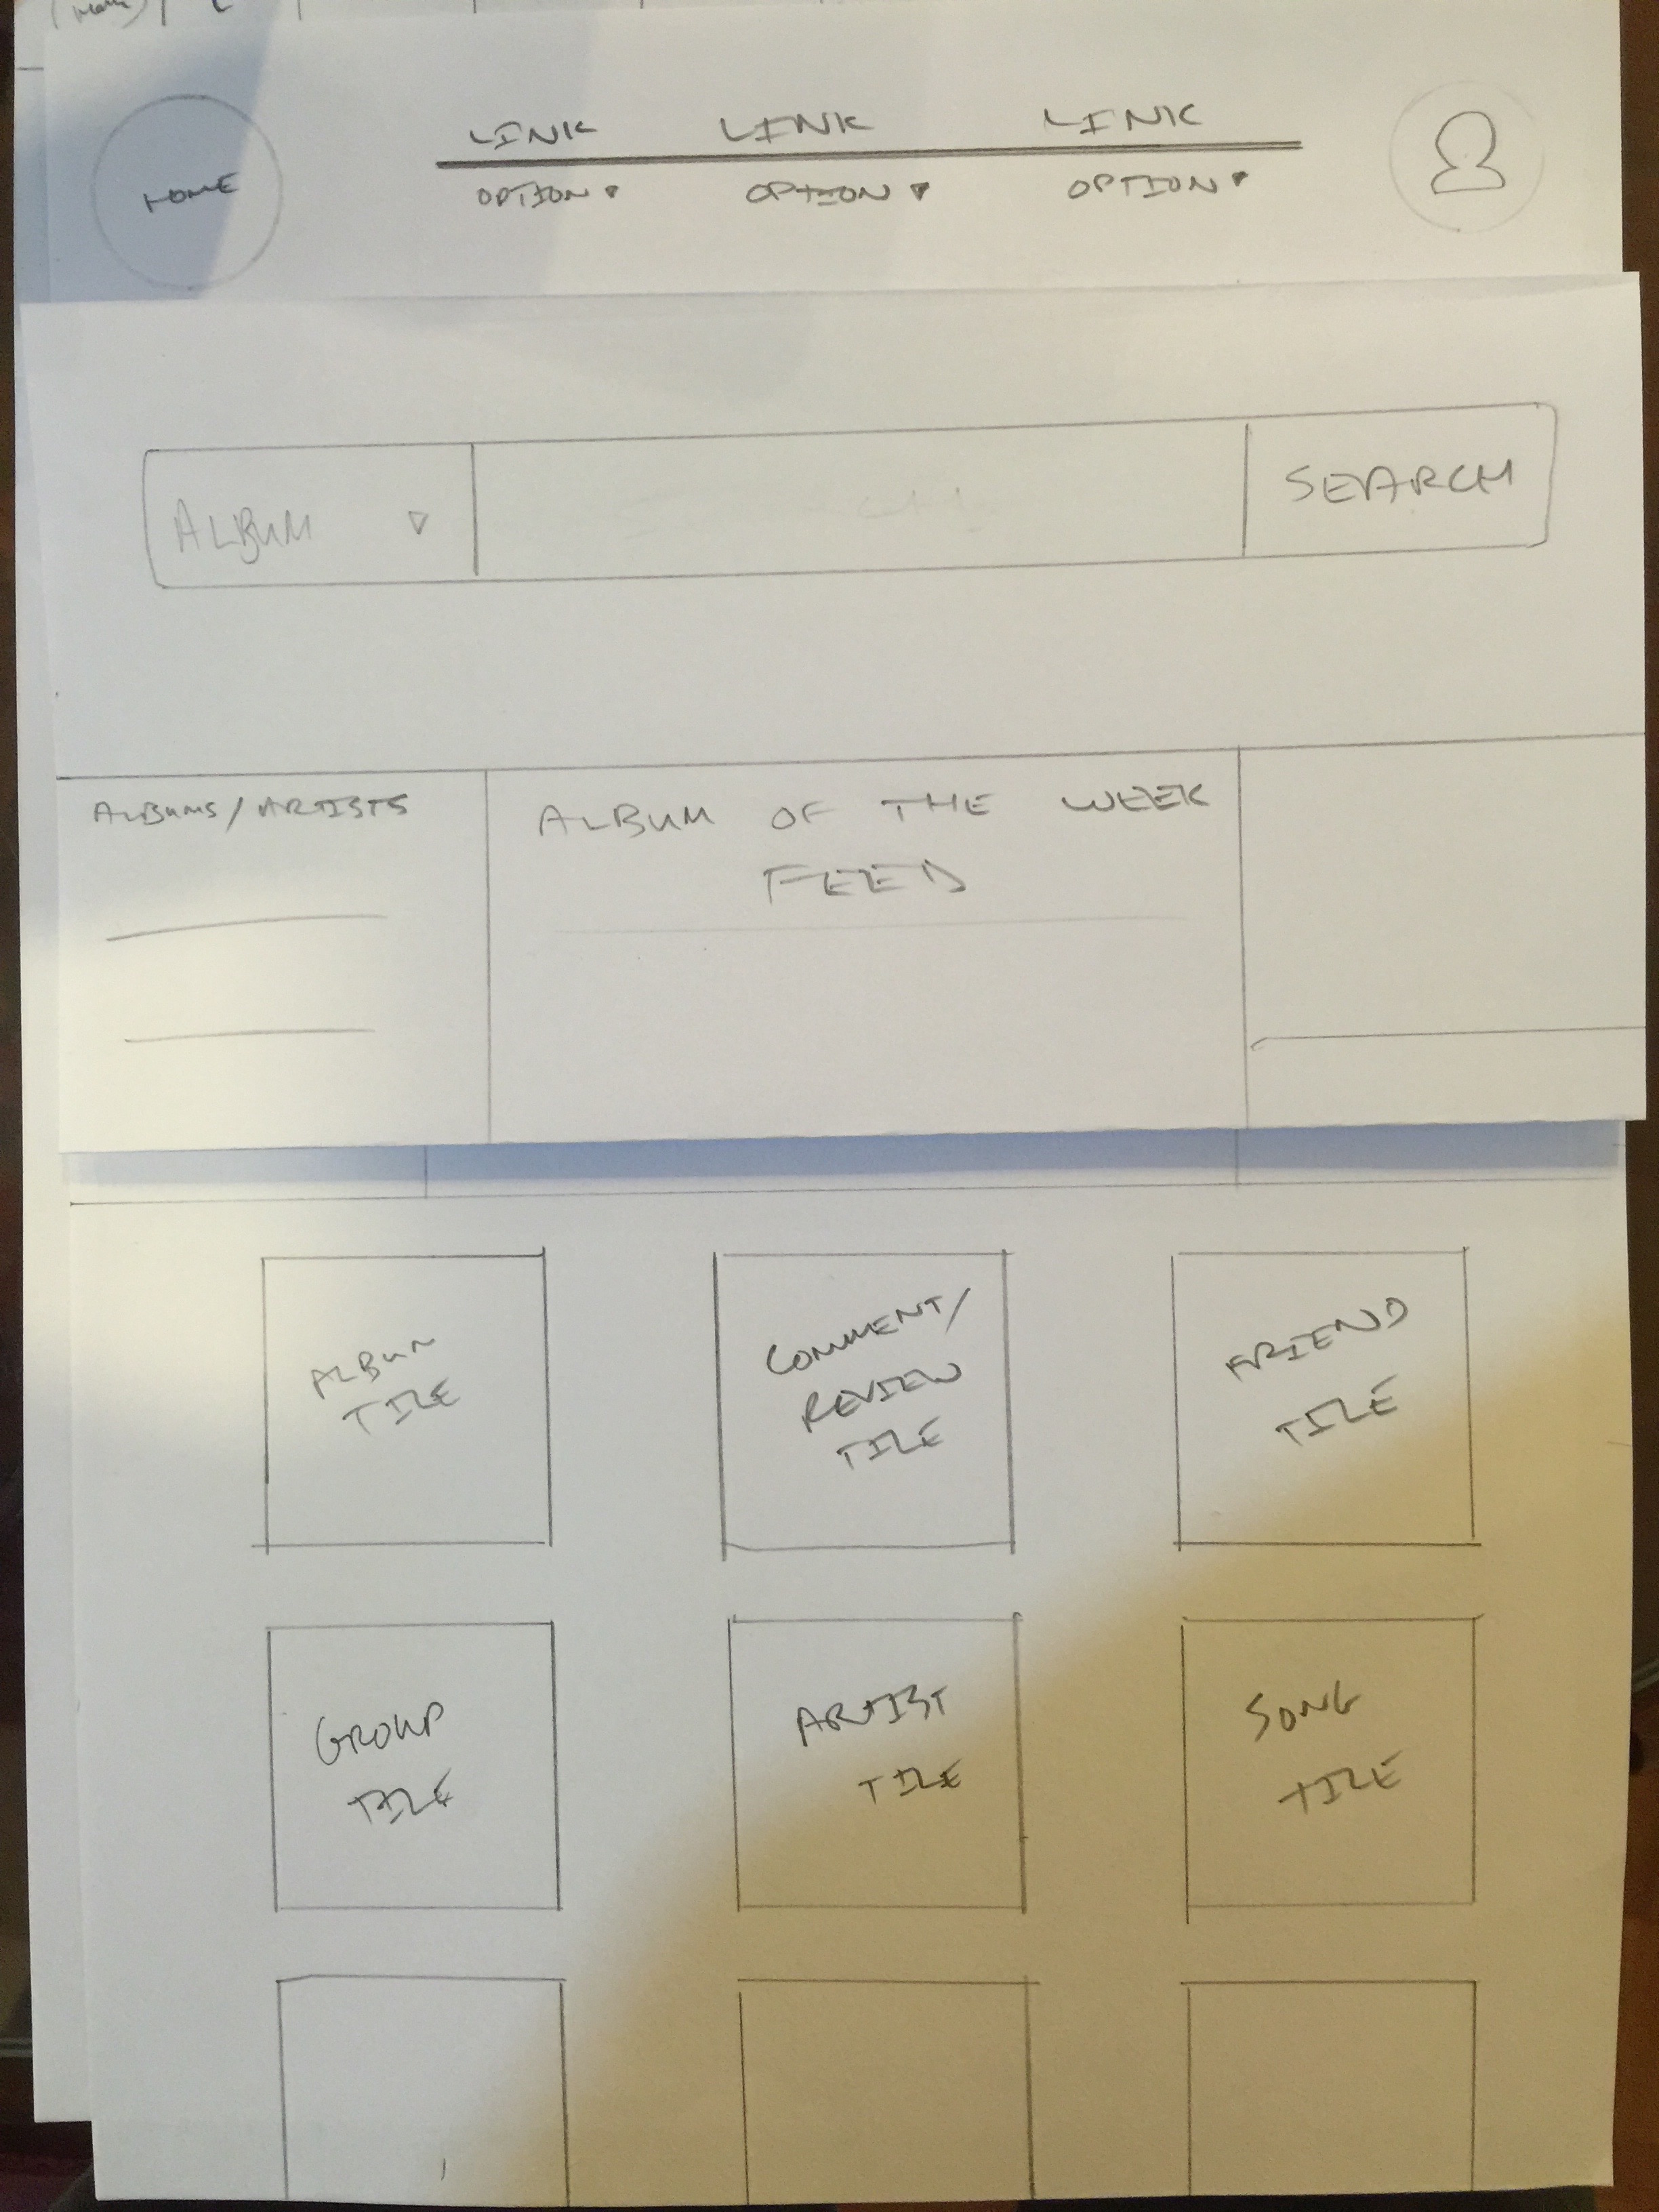 HOME
LINK LINK LINK
OPTION OPTION OPTION
ALBUM
SEARCH
ALBUMS/ARTISTS
ALBUM OF THE WEEK
FEED
ALBUM
TILE
COMMENT/
REVIEW
TILE
FRIEND
TILE
GROUP
TILE
ARTIST
TILE
SONG
TILE